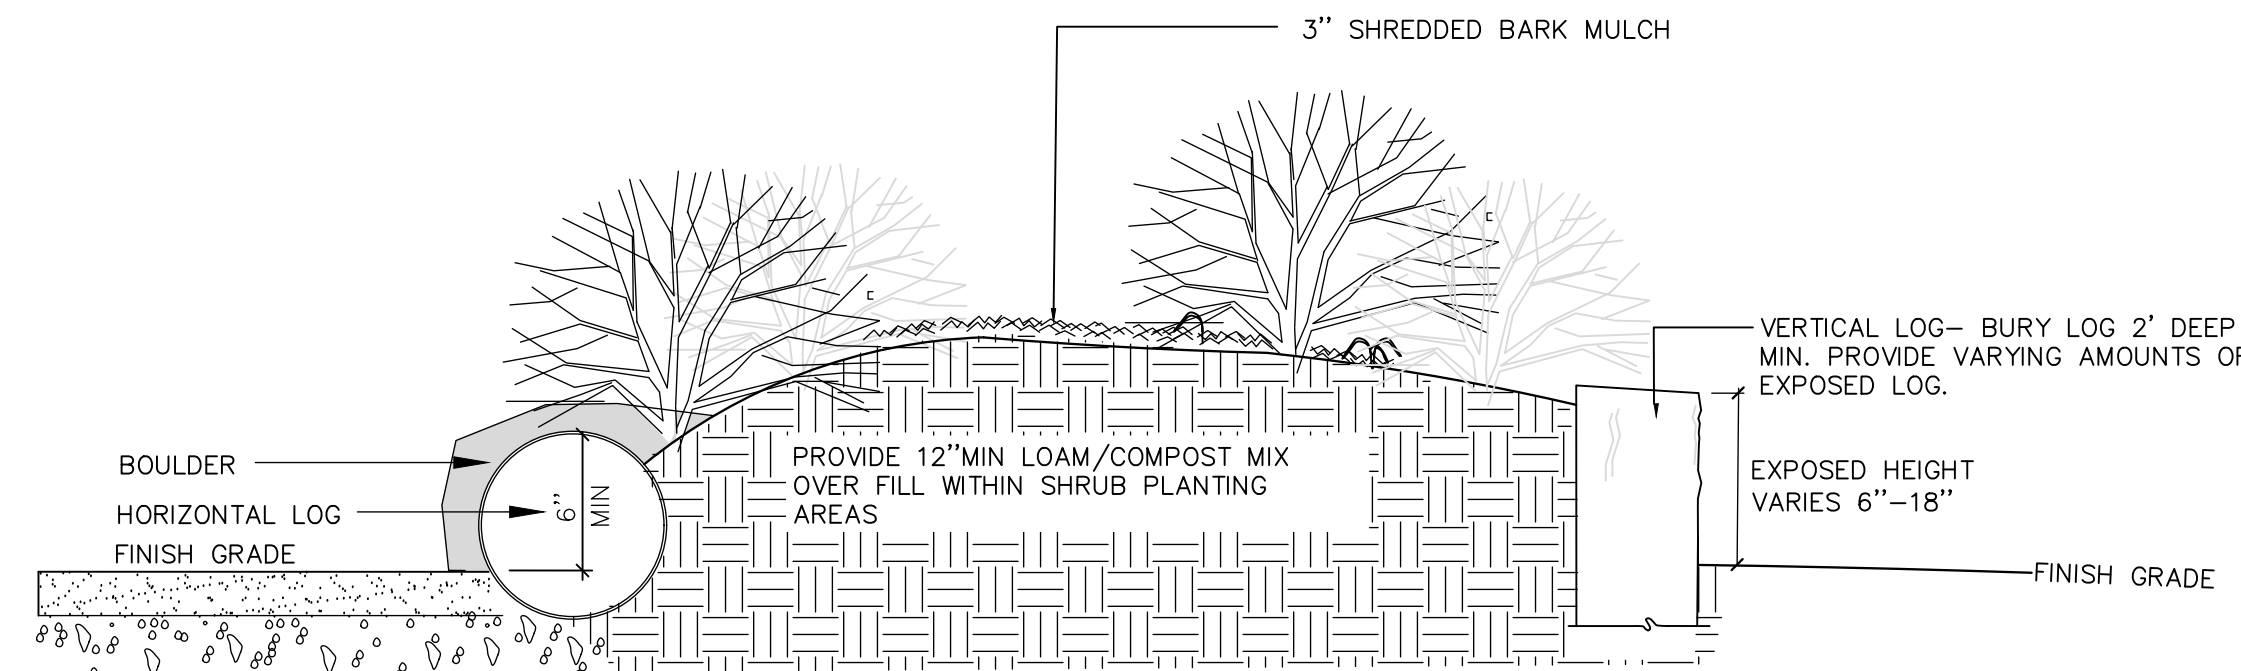 3" SHREDDED BARK MULCH
VERTICAL LOG– BURY LOG 2' DEEP
MIN. PROVIDE VARYING AMOUNTS OF
EXPOSED LOG.
BOULDER
HORIZONTAL LOG
FINISH GRADE
6"
MIN
PROVIDE 12"MIN LOAM/COMPOST MIX
OVER FILL WITHIN SHRUB PLANTING
AREAS
EXPOSED HEIGHT
VARIES 6"–18"
FINISH GRADE